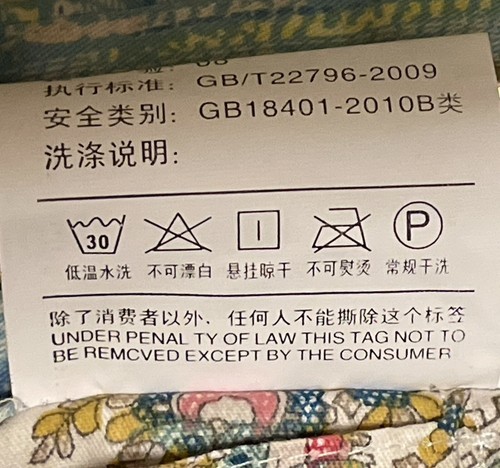 执行标准: GB/T22796-2009
安全类别: GB18401-2010B类
洗涤说明:
30
P
低温水洗 不可漂白 悬挂晾干 不可熨烫 常规干洗
除了消费者以外、任何人不能撕除这个标签
UNDER PENAL TY OF LAW THIS TAG NOT TO
BE REMCVED EXCEPT BY THE CONSUMER